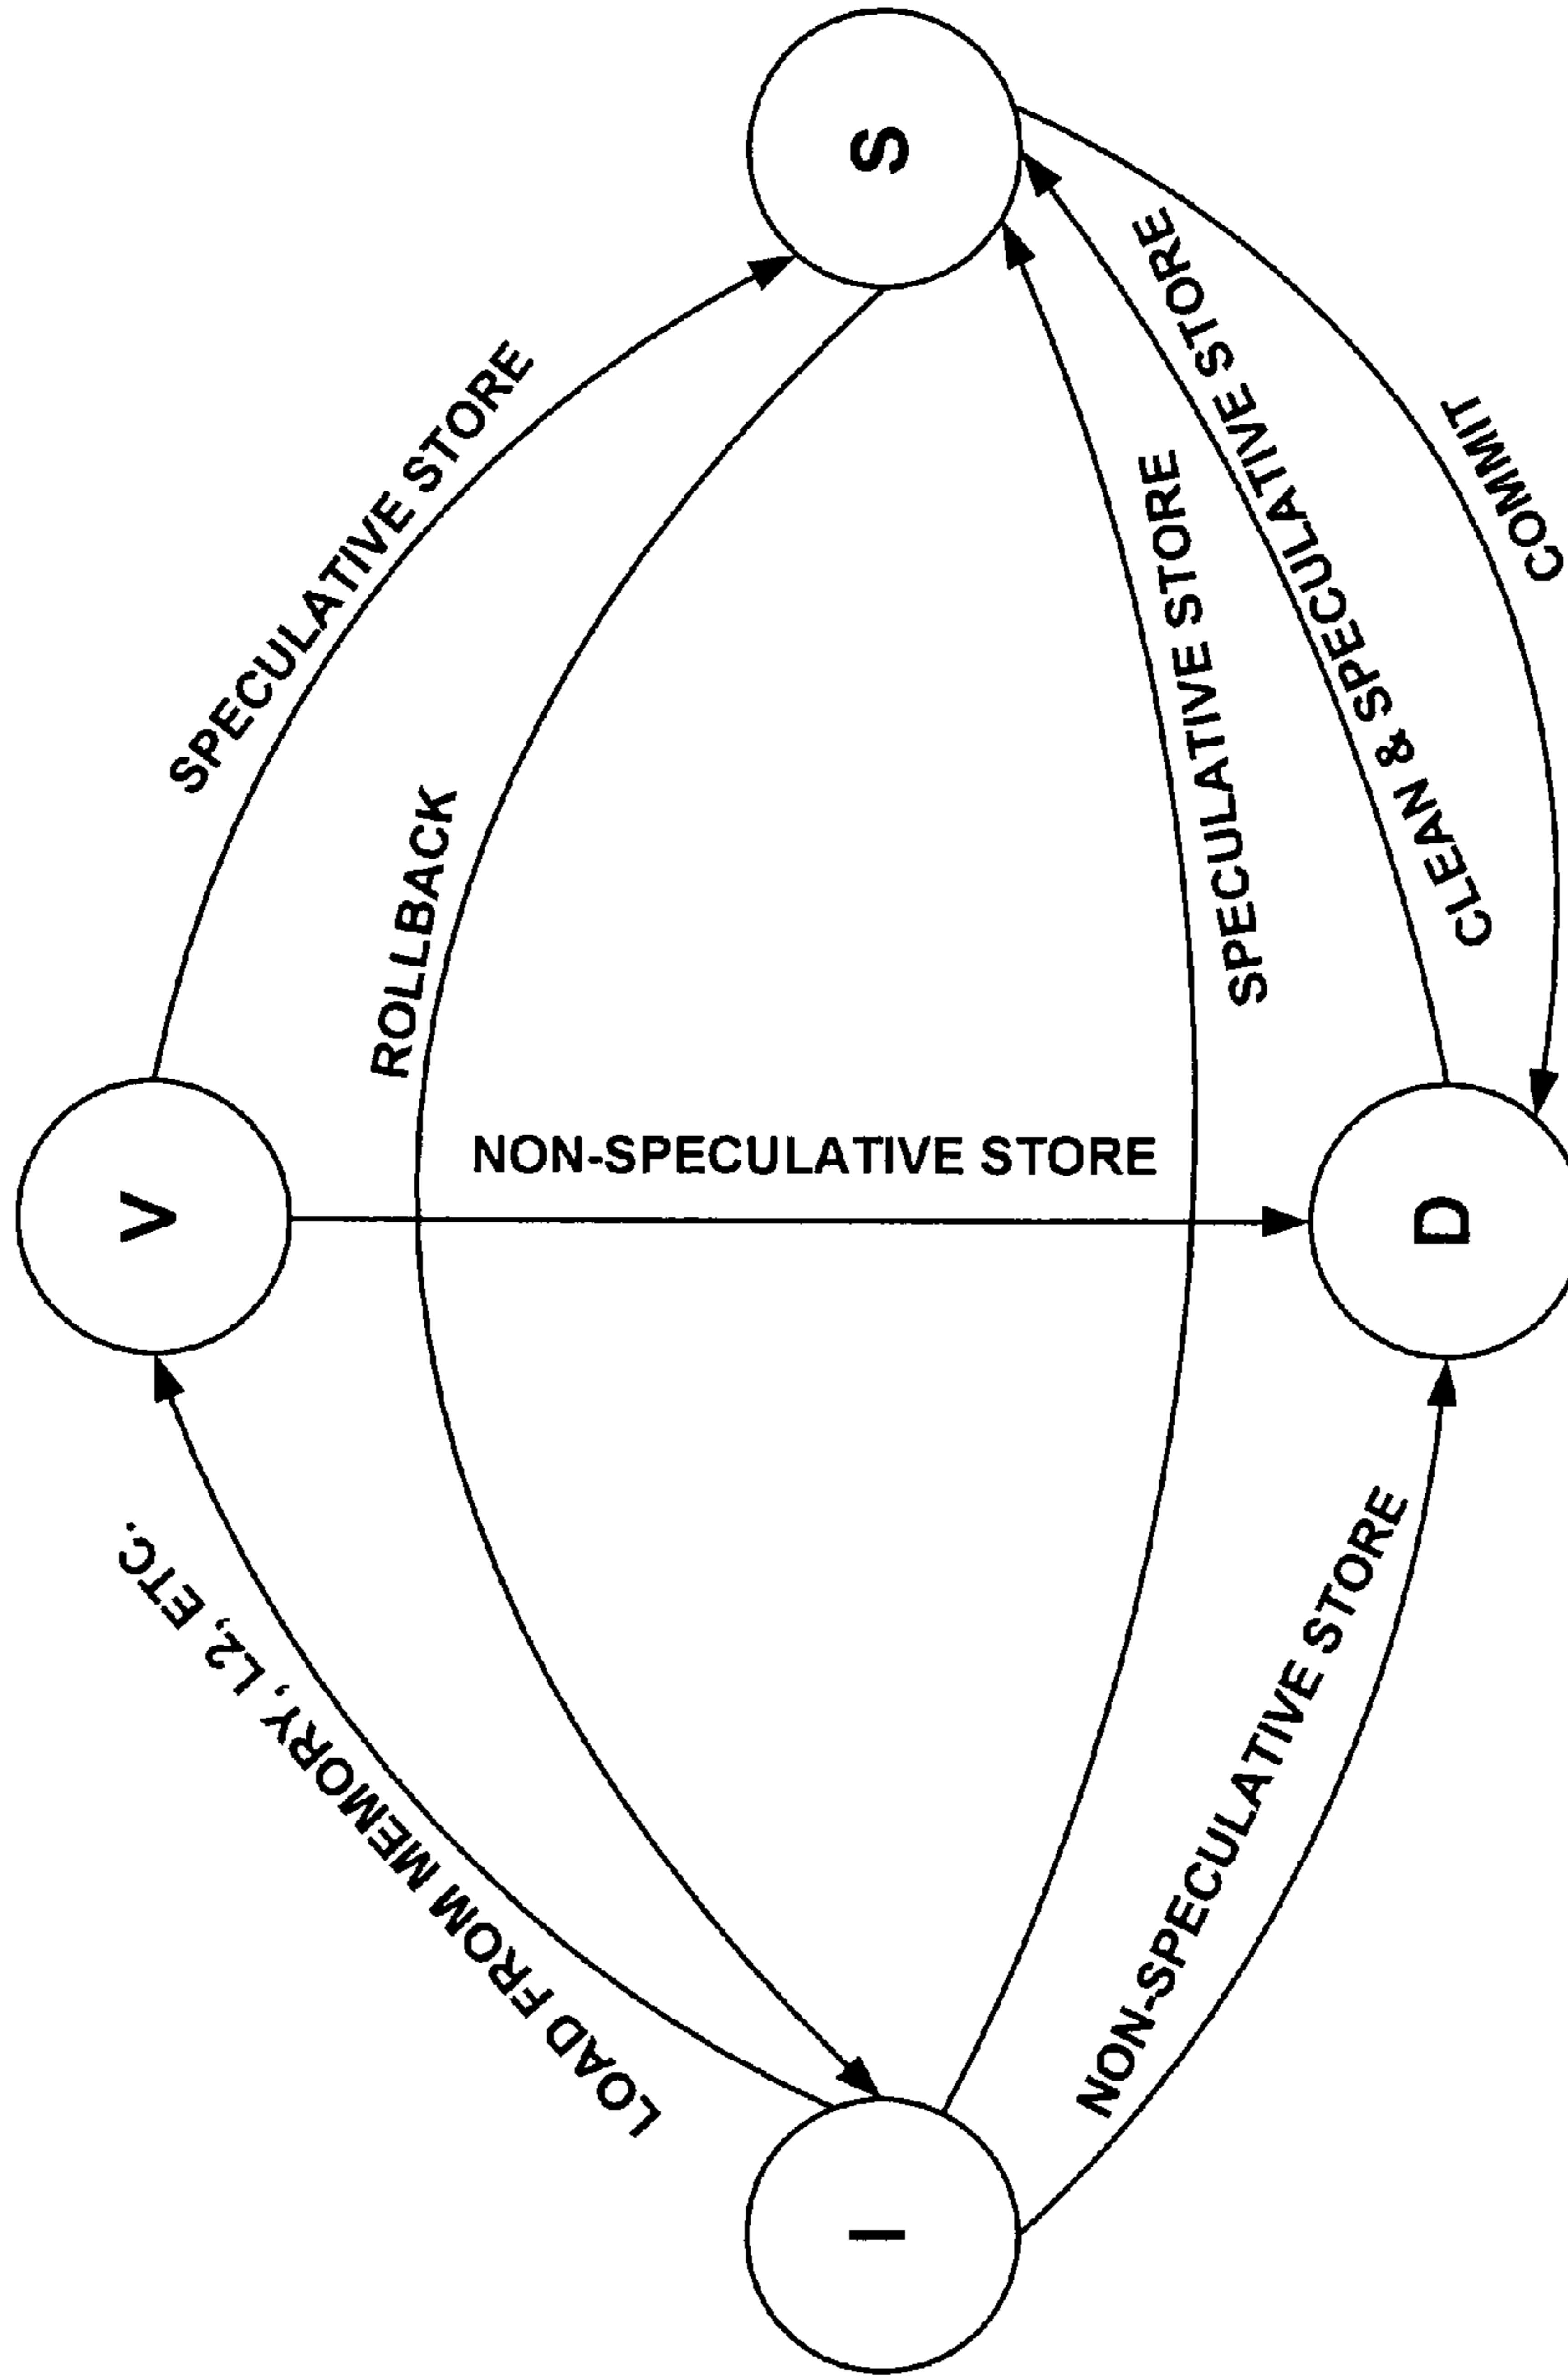 V
SPECULATIVE STORE
LOAD FROM MEMORY, L2, ETC.
ROLLBACK
NON-SPECULATIVE STORE
I
S
SPECULATIVE STORE
CLEAN & SPECULATIVE STORE
NON-SPECULATIVE STORE
COMMIT
D